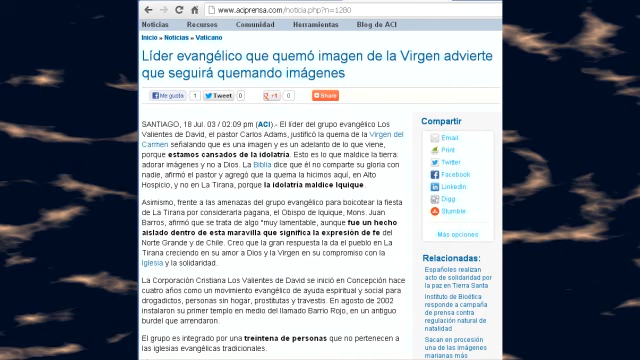 www.aciprensa.com/noticia.php?n=1280
Noticias Recursos Comunidad Herramientas Blog de ACI
Inicio » Noticias » Vaticano
Líder evangélico que quemó imagen de la Virgen advierte
que seguirá quemando imágenes
Me gusta 1 Tweet 0 +1 0 Share
SANTIAGO, 18 Jul. 03 / 02:09 pm (ACI).- El líder del grupo evangélico Los
Valientes de David, el pastor Carlos Adams, justificó la quema de la Virgen del
Carmen señalando que es una imagen y es un adelanto de lo que viene,
porque estamos cansados de la idolatría. Esto es lo que maldice la tierra:
adorar imágenes y no a Dios. La Biblia dice que él no comparte su gloria con
nadie, afirmó el pastor y agregó que la quema la hicimos aquí, en Alto
Hospicio, y no en La Tirana, porque la idolatría maldice Iquique.
Asimismo, frente a las amenazas del grupo evangélico para boicotear la fiesta
de La Tirana por considerarla pagana, el Obispo de Iquique, Mons. Juan
Barros, afirmó que se trata de algo "muy lamentable, aunque fue un hecho
aislado dentro de esta maravilla que significa la expresión de fe del
Norte Grande y de Chile. Creo que la gran respuesta la da el pueblo en La
Tirana creciendo en su amor a Dios y la Virgen en su compromiso con la
Iglesia y la solidaridad.
La Corporación Cristiana Los Valientes de David se inició en Concepción hace
cuatro años como un movimiento evangélico de ayuda espiritual y social para
drogadictos, personas sin hogar, prostitutas y travestis. En agosto de 2002
instalaron su primer templo en medio del llamado Barrio Rojo, en un antiguo
burdel que arrendaron.
El grupo es integrado por una treintena de personas que no pertenecen a
las iglesias evangélicas tradicionales.
Compartir
Email
Print
Twitter
Facebook
LinkedIn
Digg
Stumble
Más opciones
Relacionadas:
Españoles realizan
acto de solidaridad por
la paz en Tierra Santa
Instituto de Bioética
responde a campaña
de prensa contra
regulación natural de
natalidad
Sacan en procesión
una de las imágenes
marianas más